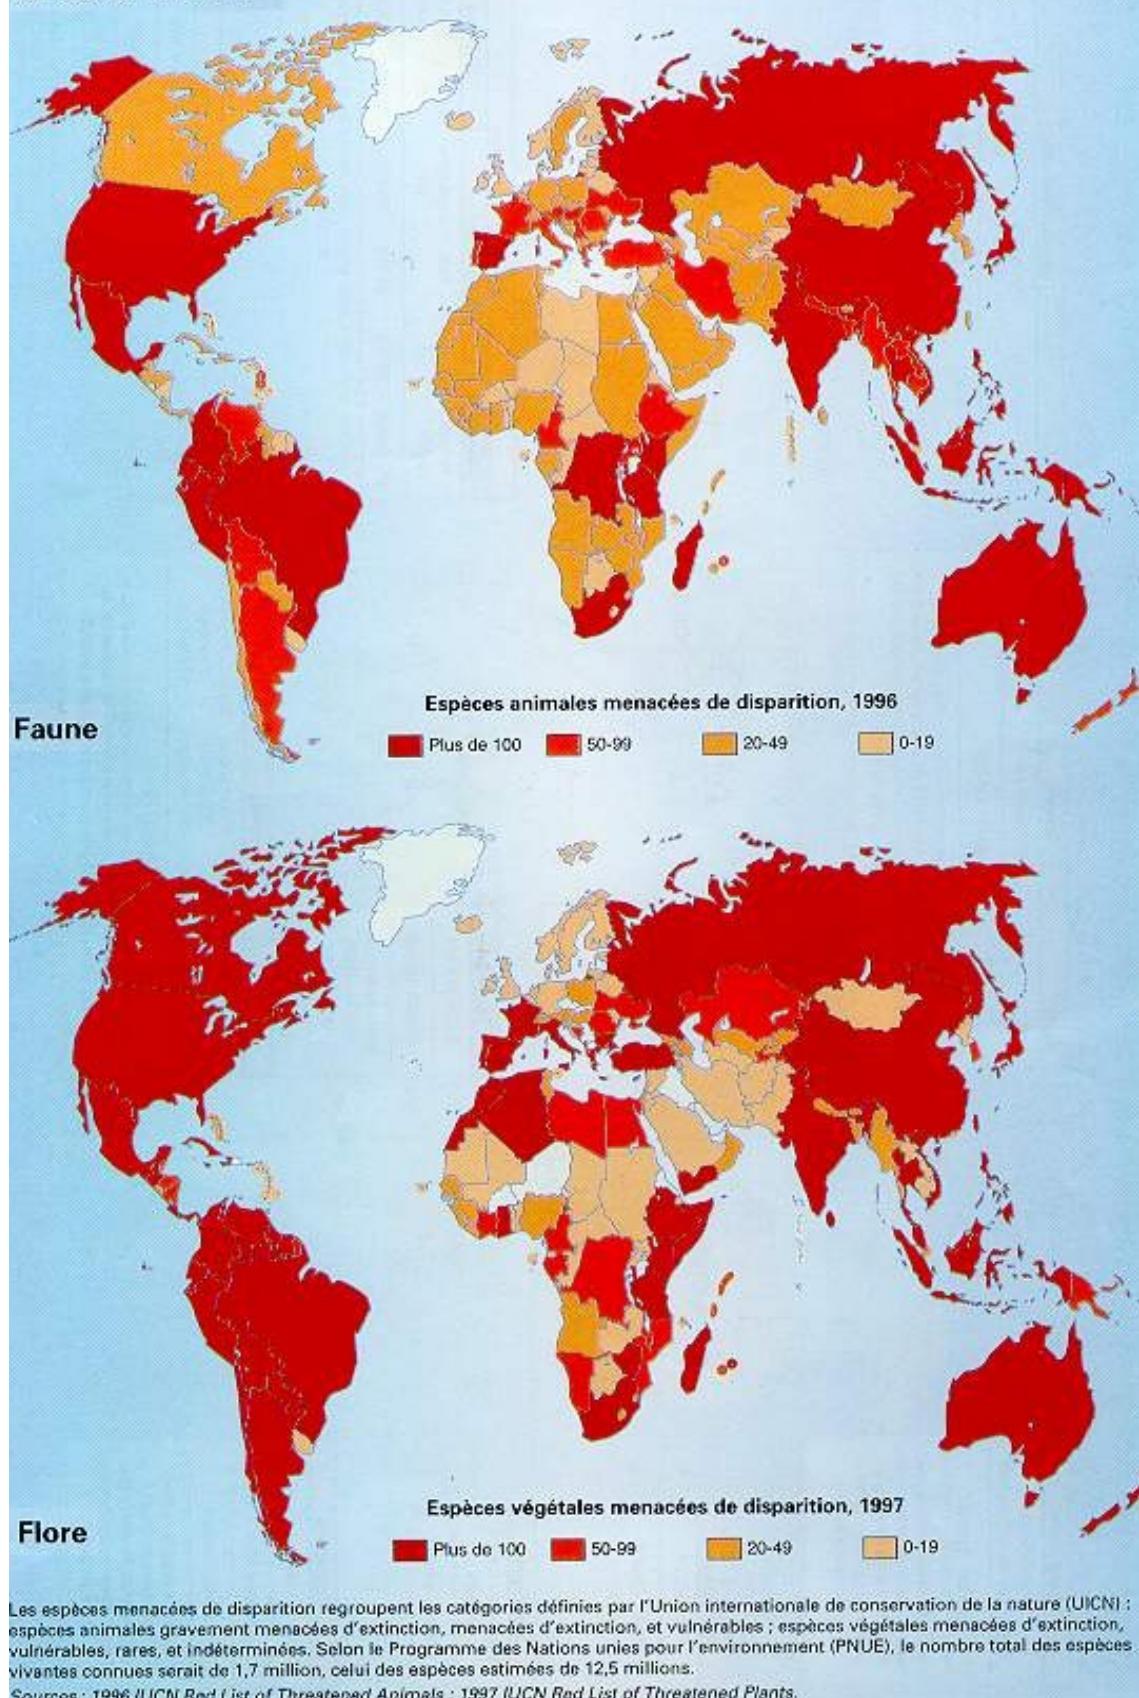 Espèces animales menacées de disparition, 1996
Faune
Plus de 100 50-99 20-49 0-19
Espèces végétales menacées de disparition, 1997
Flore
Plus de 100 50-99 20-49 0-19
Les espèces menacées de disparition regroupent les catégories définies par l'Union internationale de conservation de la nature (UICN) :
espèces animales gravement menacées d'extinction, menacées d'extinction, et vulnérables ; espèces végétales menacées d'extinction,
vulnérables, rares, et indéterminées. Selon le Programme des Nations unies pour l'environnement (PNUE), le nombre total des espèces
vivantes connues serait de 1,7 million, celui des espèces estimées de 12,5 millions.
Sources : 1996 IUCN Red List of Threatened Animals ; 1997 IUCN Red List of Threatened Plants.